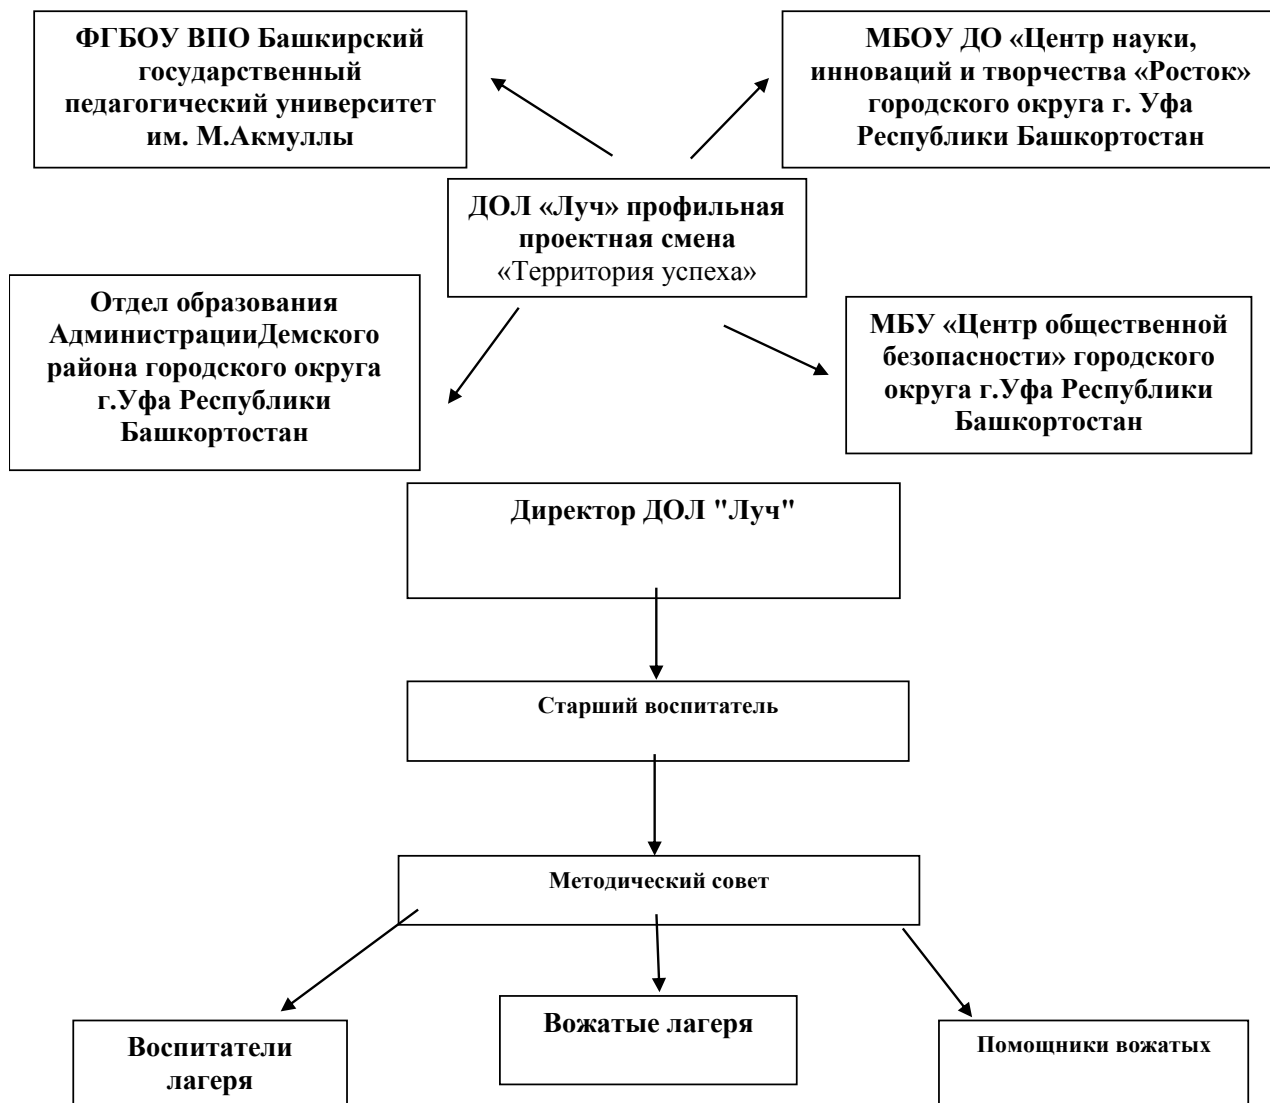 ФГБОУ ВПО Башкирский
государственный
педагогический университет
им. М.Акмуллы
МБОУ ДО «Центр науки,
инноваций и творчества «Росток»
городского округа г. Уфа
Республики Башкортостан
ДОЛ «Луч» профильная
проектная смена
«Территория успеха»
Отдел образования
АдминистрацииДемского
района городского округа
г.Уфа Республики
Башкортостан
МБУ «Центр общественной
безопасности» городского
округа г.Уфа Республики
Башкортостан
Директор ДОЛ "Луч"
Старший воспитатель
Методический совет
Воспитатели
лагеря
Вожатые лагеря
Помощники вожатых